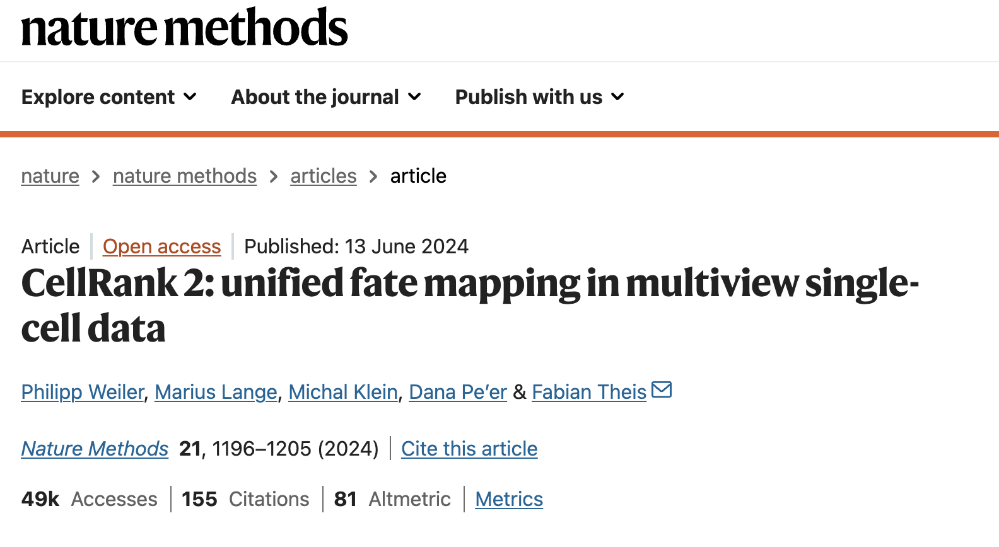 nature methods
Explore content About the journal Publish with us
nature > nature methods > articles > article
Article | Open access | Published: 13 June 2024
CellRank 2: unified fate mapping in multiview single-
cell data
Philipp Weiler, Marius Lange, Michal Klein, Dana Pe’er & Fabian Theis
Nature Methods 21, 1196–1205 (2024) | Cite this article
49k Accesses | 155 Citations | 81 Altmetric | Metrics